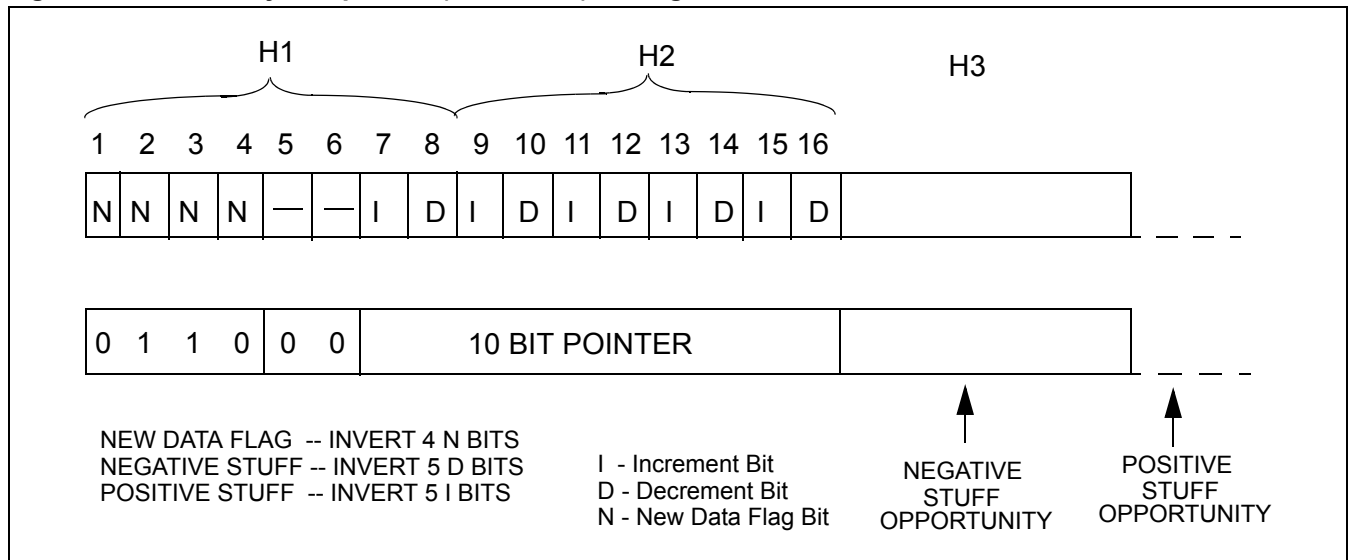 H1 H2 H3
1 2 3 4 5 6 7 8 9 10 11 12 13 14 15 16
N N N N — — I D I D I D I D I D
0 1 1 0 0 0 10 BIT POINTER
NEW DATA FLAG -- INVERT 4 N BITS
NEGATIVE STUFF -- INVERT 5 D BITS
POSITIVE STUFF -- INVERT 5 I BITS
I - Increment Bit
D - Decrement Bit
N - New Data Flag Bit
NEGATIVE
STUFF
OPPORTUNITY
POSITIVE
STUFF
OPPORTUNITY